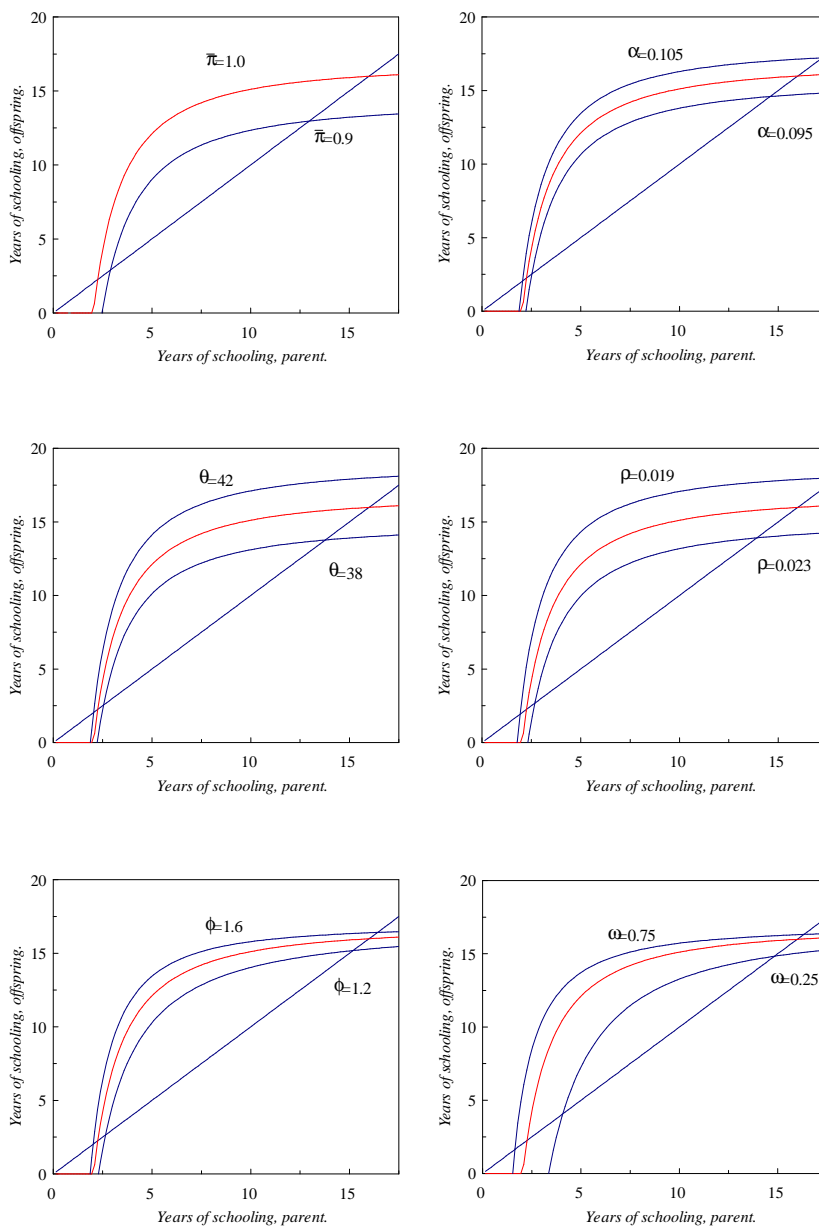 20
15
10
5
0
Years of schooling, offspring.
π̅=1.0
π̅=0.9
0
5
10
15
Years of schooling, parent.
20
15
10
5
0
Years of schooling, offspring.
α=0.105
α=0.095
0
5
10
15
Years of schooling, parent.
20
15
10
5
0
Years of schooling, offspring.
θ=42
θ=38
0
5
10
15
Years of schooling, parent.
20
15
10
5
0
Years of schooling, offspring.
ρ=0.019
ρ=0.023
0
5
10
15
Years of schooling, parent.
20
15
10
5
0
Years of schooling, offspring.
ϕ=1.6
ϕ=1.2
0
5
10
15
Years of schooling, parent.
20
15
10
5
0
Years of schooling, offspring.
ω=0.75
ω=0.25
0
5
10
15
Years of schooling, parent.